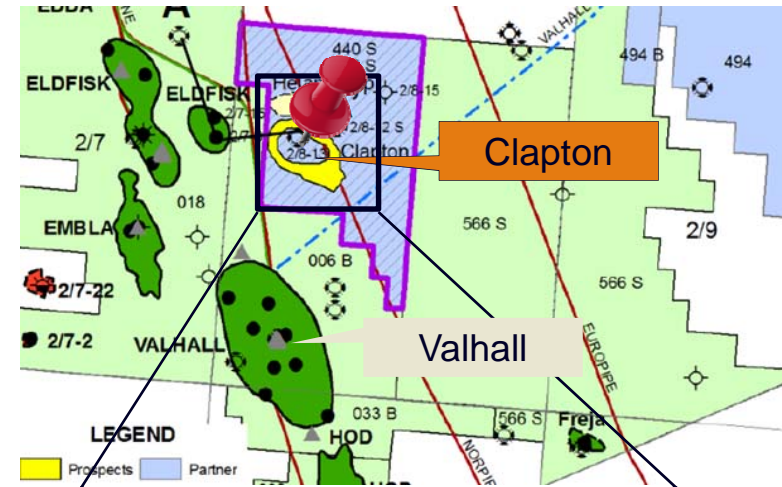 EDDA
NE
A
VALHALL
440 S
S
494 B
494
ELDFISK
ELDFISK
2/8-15
2/7
2/8-12 S
2/8-13
Clapton
Clapton
018
EMBLA
566 S
2/9
006 B
566 S
2/7-22
2/7-2
VALHALL
Valhall
EUROPIPE
033 B
566 S
Freja
LEGEND
HOD
NORPIPE
Prospects
Partner
HOD